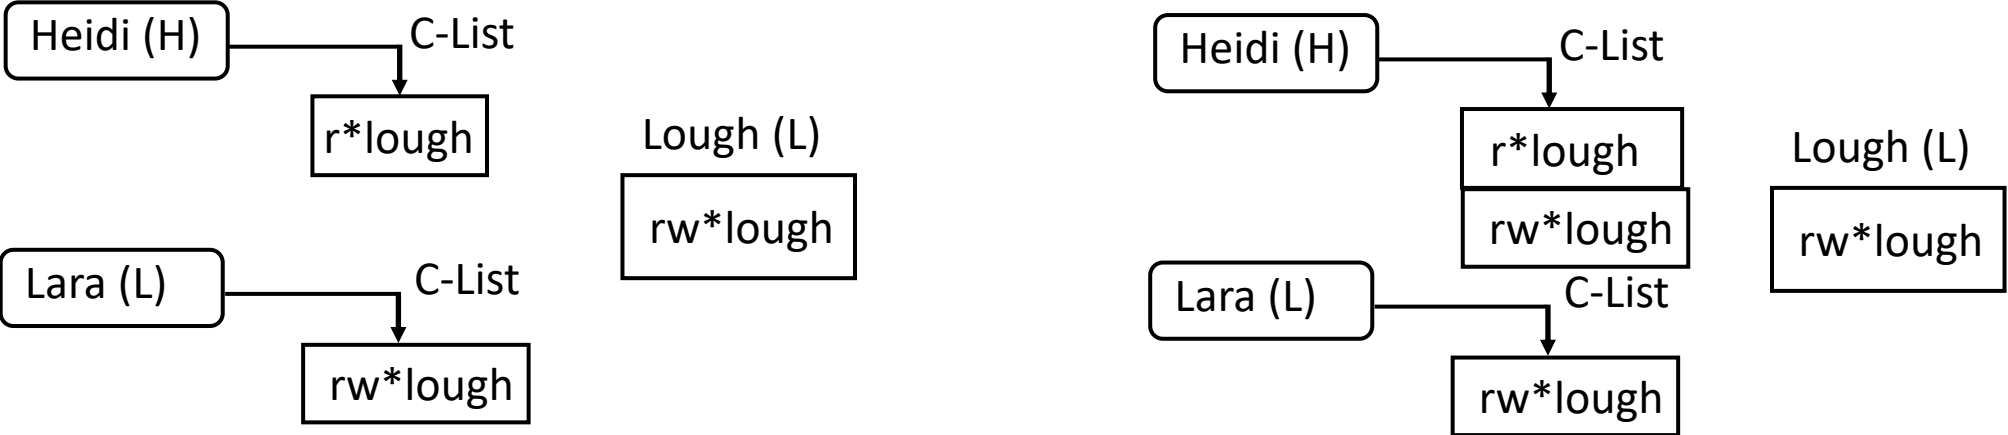 Heidi (H)
C-List
r*lough
Lough (L)
rw*lough
Lara (L)
C-List
rw*lough
Heidi (H)
C-List
r*lough
rw*lough
Lough (L)
rw*lough
Lara (L)
C-List
rw*lough